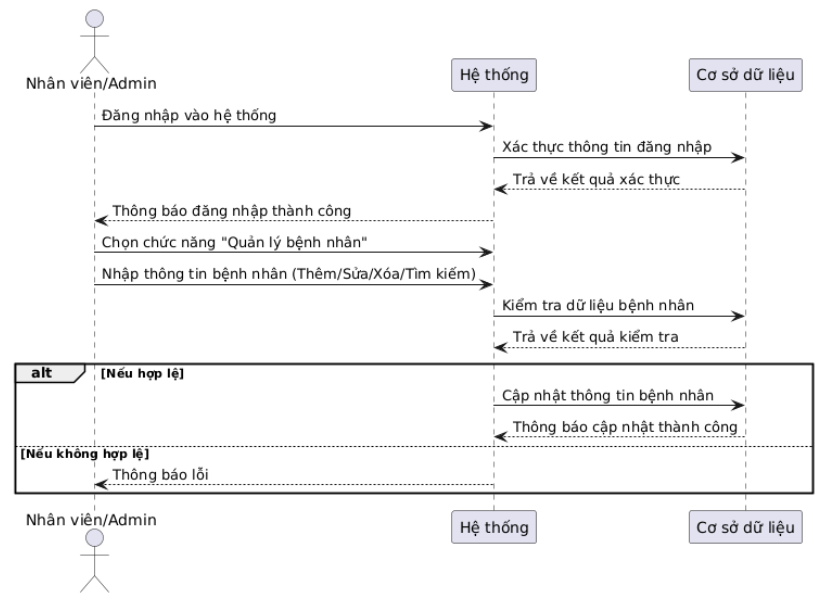 Nhân viên/Admin
Hệ thống
Cơ sở dữ liệu
Đăng nhập vào hệ thống
Xác thực thông tin đăng nhập
Trả về kết quả xác thực
Thông báo đăng nhập thành công
Chọn chức năng "Quản lý bệnh nhân"
Nhập thông tin bệnh nhân (Thêm/Sửa/Xóa/Tìm kiếm)
Kiểm tra dữ liệu bệnh nhân
Trả về kết quả kiểm tra
alt [Nếu hợp lệ]
Cập nhật thông tin bệnh nhân
Thông báo cập nhật thành công
[Nếu không hợp lệ]
Thông báo lỗi
Nhân viên/Admin
Hệ thống
Cơ sở dữ liệu